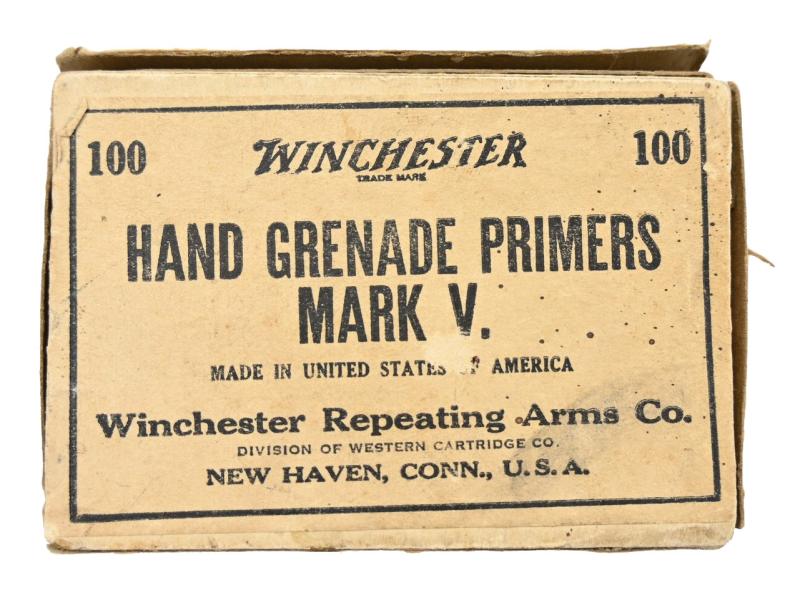 100 WINCHESTER 100
TRADE MARK
HAND GRENADE PRIMERS
MARK V.
MADE IN UNITED STATES OF AMERICA
Winchester Repeating Arms Co.
DIVISION OF WESTERN CARTRIDGE CO.
NEW HAVEN, CONN., U.S.A.